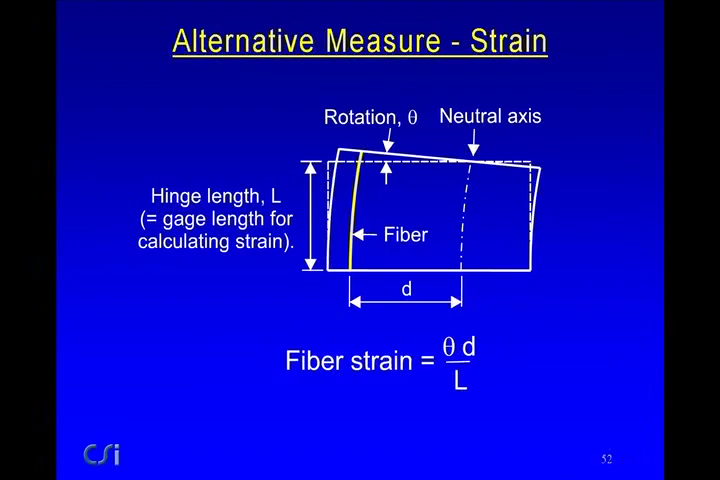 Alternative Measure - Strain
Rotation, θ
Neutral axis
Hinge length, L
(= gage length for
calculating strain).
Fiber
d
Fiber strain = θ d
L
CSi
52